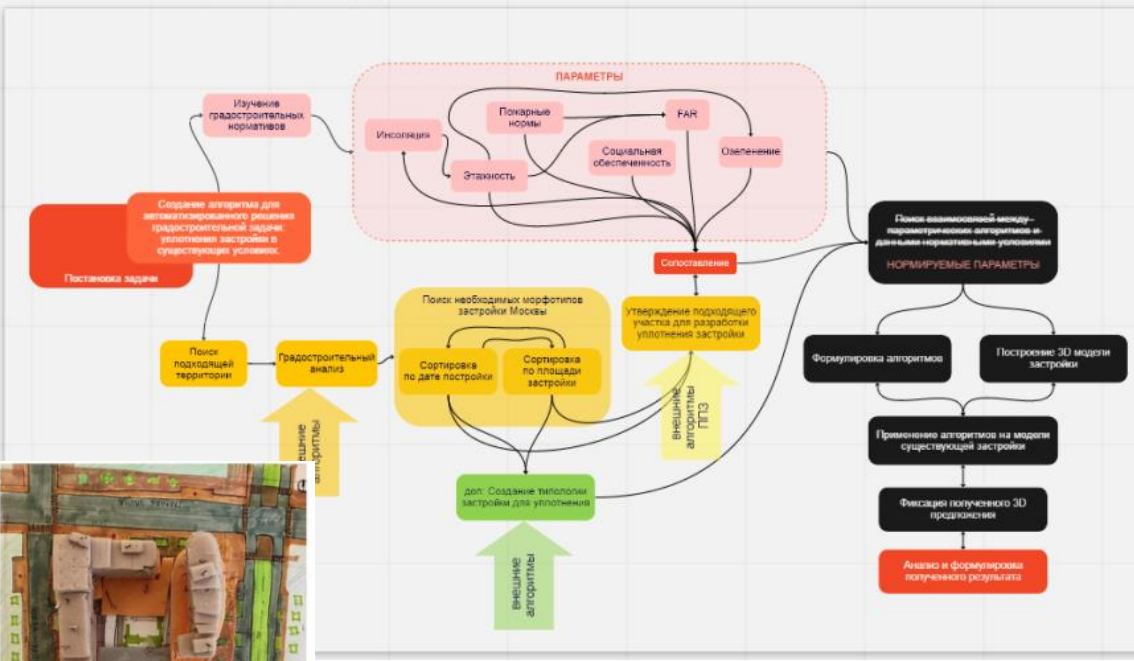 ПАРАМЕТРЫ
Изучение
градостроительных
нормативов
Инсоляция
Пожарные
нормы
FAR
Социальная
обеспеченность
Озеленение
Этажность
Создание алгоритма для
автоматизированного решения
градостроительной задачи:
уплотнения застройки в
существующих условиях.
Постановка задачи
Сопоставление
Поиск взаимосвязей между
параметрических алгоритмов и
данными нормативными условиями
НОРМИРУЕМЫЕ ПАРАМЕТРЫ
Поиск необходимых морфотипов
застройки Москвы
Утверждение подходящего
участка для разработки
уплотнения застройки
Поиск
подходящей
территории
Градостроительный
анализ
Сортировка
по дате постройки
Сортировка
по площади
застройки
Формулировка алгоритмов
Построение 3D модели
застройки
внешние
алгоритмы
ППЗ
Применение алгоритмов на модели
существующей застройки
доп: Создание типологии
застройки для уплотнения
Фиксация полученного 3D
предложения
внешние
алгоритмы
Анализ и формулировка
полученного результата